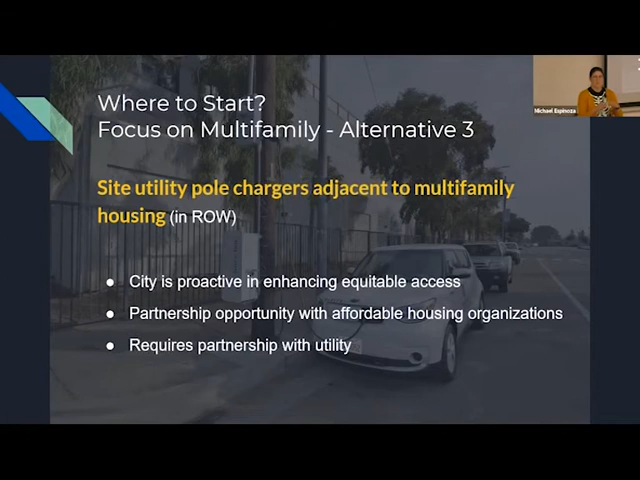 Where to Start?
Focus on Multifamily - Alternative 3
Michael Espinoza
Site utility pole chargers adjacent to multifamily
housing (in ROW)
● City is proactive in enhancing equitable access
● Partnership opportunity with affordable housing organizations
● Requires partnership with utility